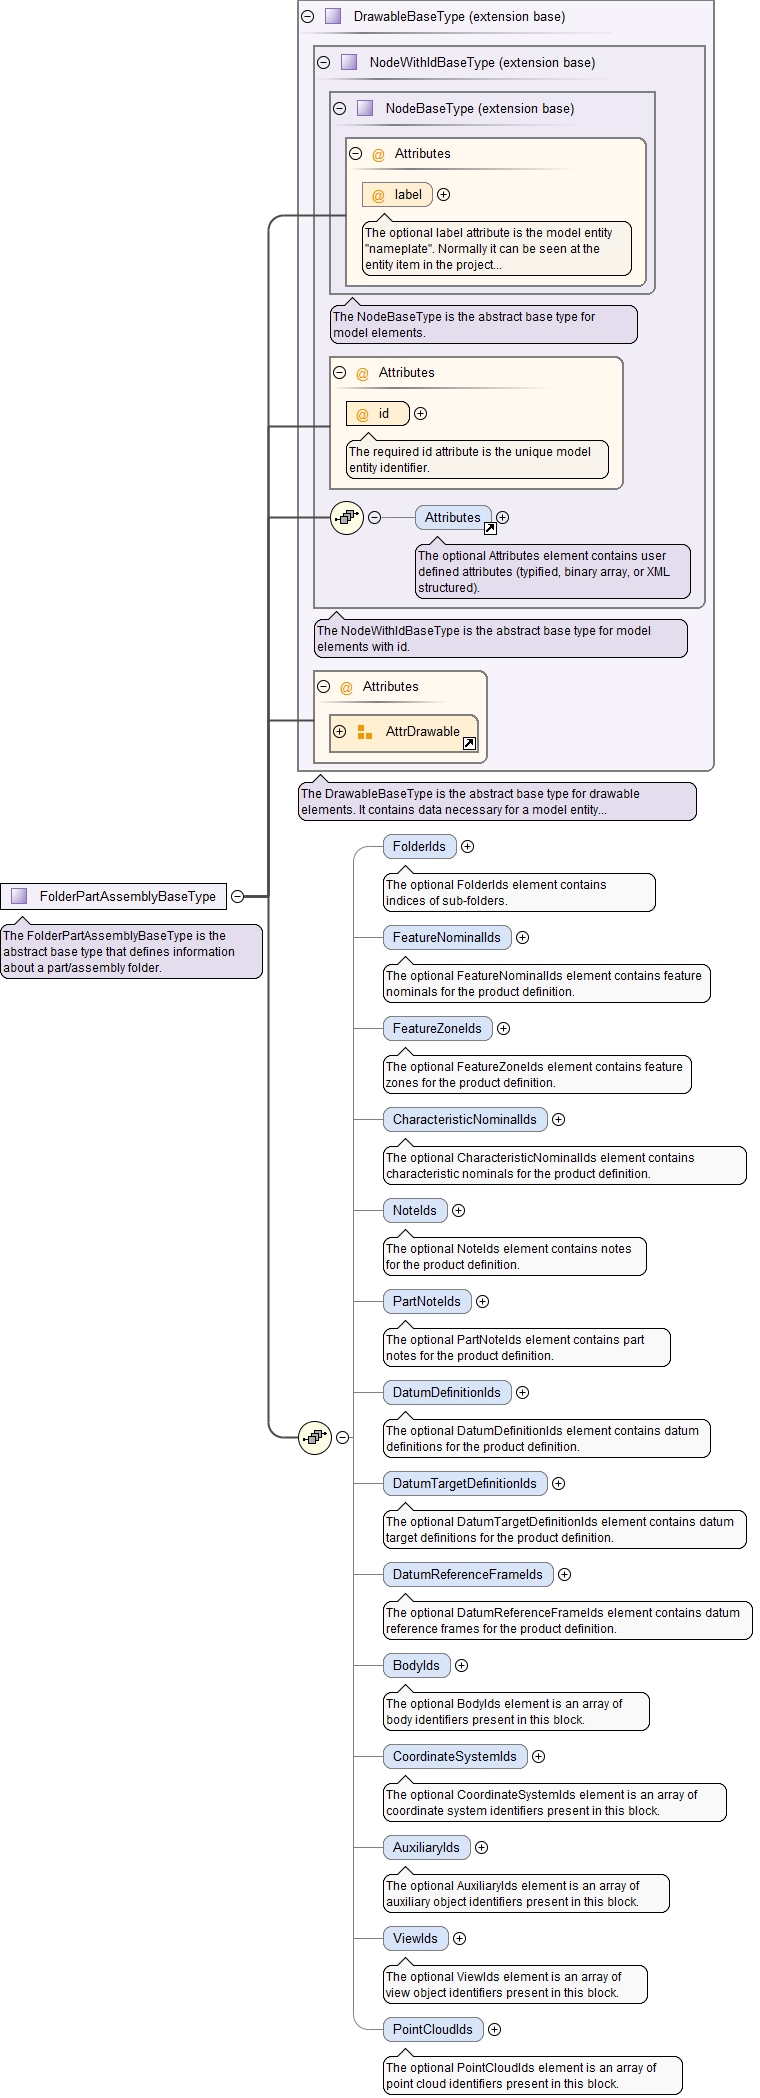 DrawableBaseType (extension base)
NodeWithIdBaseType (extension base)
NodeBaseType (extension base)
@ Attributes
@ label
The optional label attribute is the model entity
"nameplate". Normally it can be seen at the
entity item in the project...
The NodeBaseType is the abstract base type for
model elements.
@ Attributes
@ id
The required id attribute is the unique model
entity identifier.
Attributes
The optional Attributes element contains user
defined attributes (typified, binary array, or XML
structured).
The NodeWithIdBaseType is the abstract base type for model
elements with id.
@ Attributes
AttrDrawable
The DrawableBaseType is the abstract base type for drawable
elements. It contains data necessary for a model entity...
FolderPartAssemblyBaseType
The FolderPartAssemblyBaseType is the
abstract base type that defines information
about a part/assembly folder.
FolderIds
The optional FolderIds element contains
indices of sub-folders.
FeatureNominalIds
The optional FeatureNominalIds element contains feature
nominals for the product definition.
FeatureZoneIds
The optional FeatureZoneIds element contains feature
zones for the product definition.
CharacteristicNominalIds
The optional CharacteristicNominalIds element contains
characteristic nominals for the product definition.
NoteIds
The optional NoteIds element contains notes
for the product definition.
PartNoteIds
The optional PartNoteIds element contains part
notes for the product definition.
DatumDefinitionIds
The optional DatumDefinitionIds element contains datum
definitions for the product definition.
DatumTargetDefinitionIds
The optional DatumTargetDefinitionIds element contains datum
target definitions for the product definition.
DatumReferenceFrameIds
The optional DatumReferenceFrameIds element contains datum
reference frames for the product definition.
BodyIds
The optional BodyIds element is an array of
body identifiers present in this block.
CoordinateSystemIds
The optional CoordinateSystemIds element is an array of
coordinate system identifiers present in this block.
AuxiliaryIds
The optional AuxiliaryIds element is an array of
auxiliary object identifiers present in this block.
ViewIds
The optional ViewIds element is an array of
view object identifiers present in this block.
PointCloudIds
The optional PointCloudIds element is an array of
point cloud identifiers present in this block.